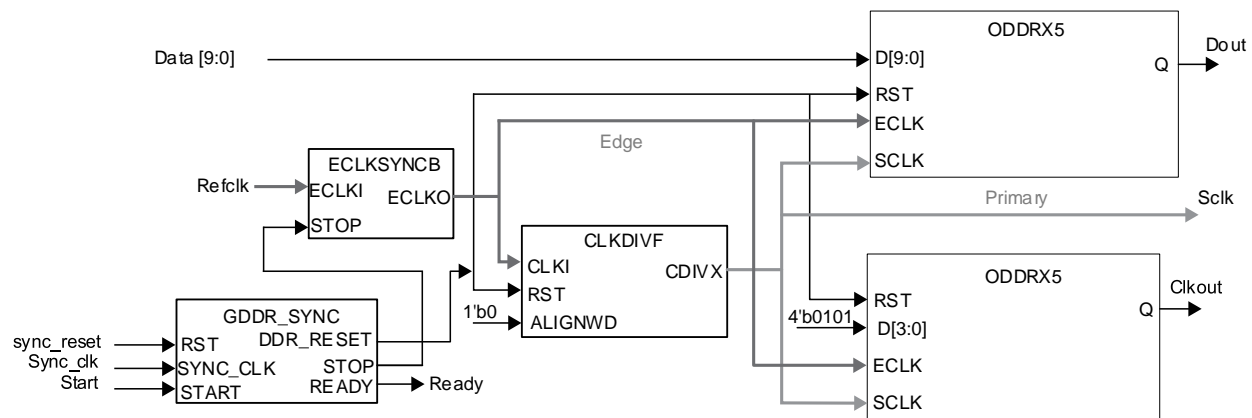 ODDRX5
Data [9:0]
D[9:0]
Q
Dout
RST
ECLK
Edge
SCLK
ECLKSYNCB
Refclk
ECLKI
ECLKO
STOP
Primary
Sclk
CLKDIVF
CLKI
CDIVX
RST
1'b0
ALIGNWD
ODDRX5
RST
Q
Clkout
4'b0101
D[3:0]
ECLK
SCLK
GDDR_SYNC
sync_reset
RST
DDR_RESET
Sync_clk
SYNC_CLK
STOP
Start
START
READY
Ready